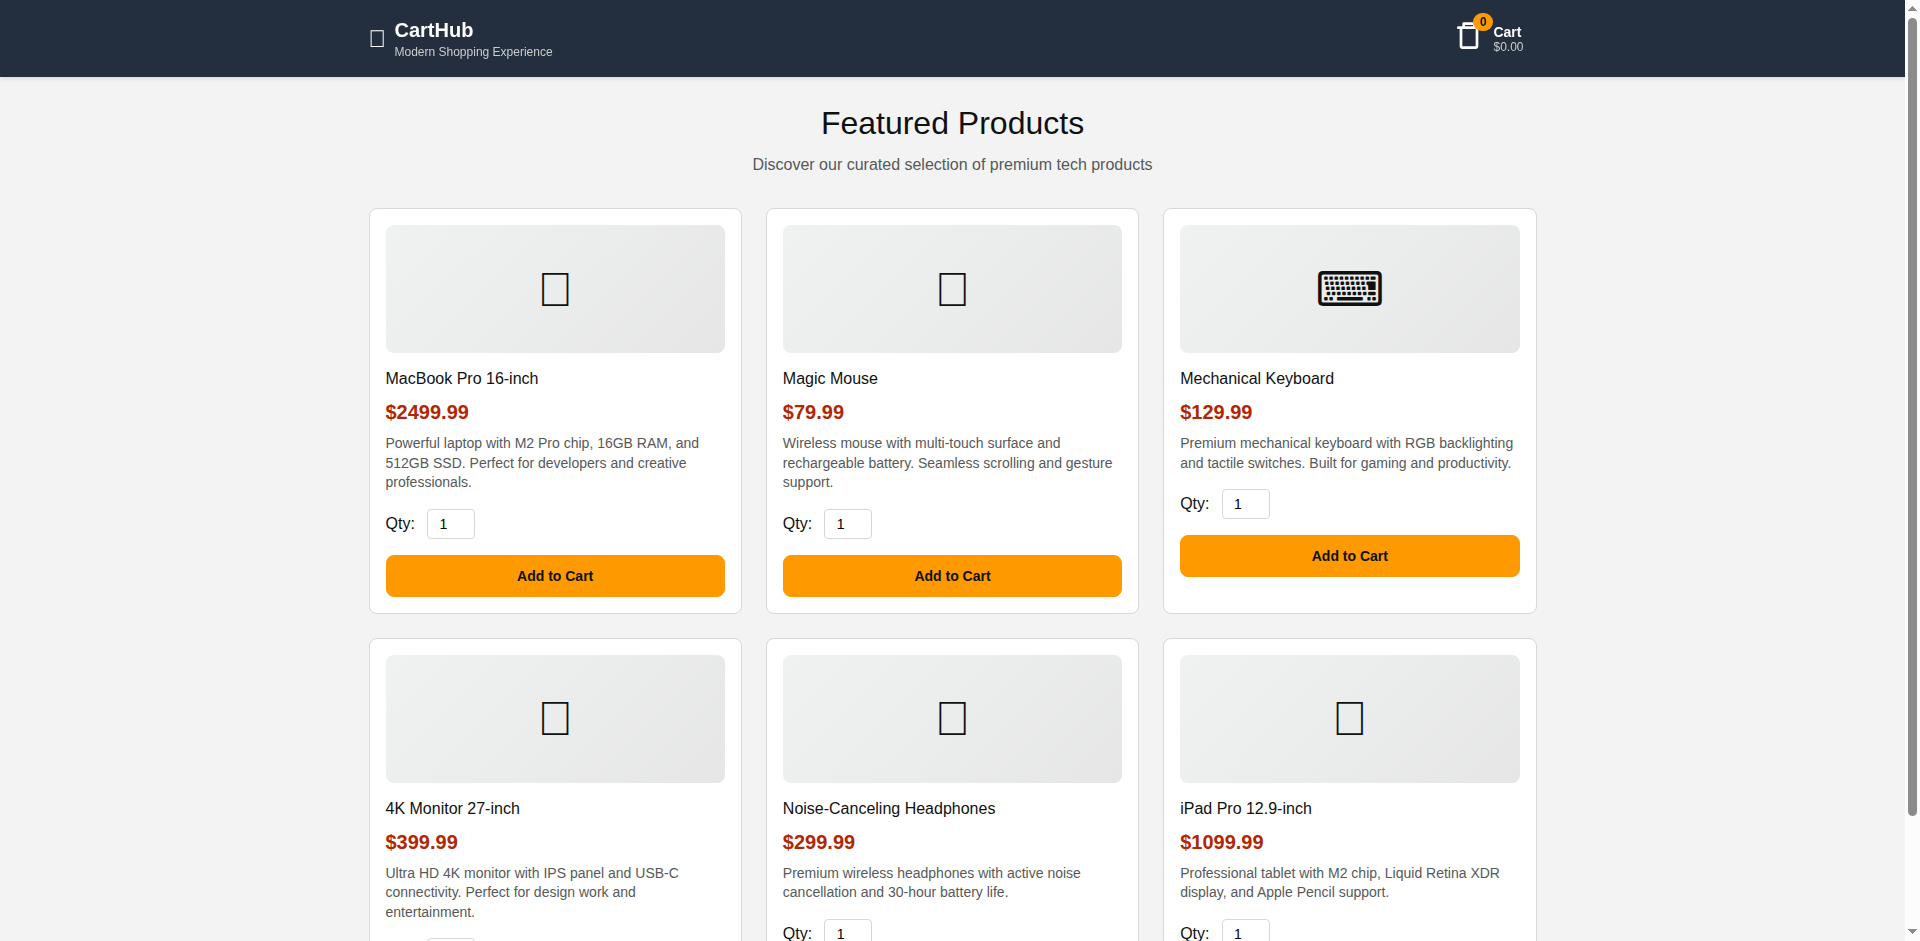 CartHub
Modern Shopping Experience
0
Cart
$0.00
Featured Products
Discover our curated selection of premium tech products
MacBook Pro 16-inch
$2499.99
Powerful laptop with M2 Pro chip, 16GB RAM, and
512GB SSD. Perfect for developers and creative
professionals.
Qty: 1
Add to Cart
Magic Mouse
$79.99
Wireless mouse with multi-touch surface and
rechargeable battery. Seamless scrolling and gesture
support.
Qty: 1
Add to Cart
Mechanical Keyboard
$129.99
Premium mechanical keyboard with RGB backlighting
and tactile switches. Built for gaming and productivity.
Qty: 1
Add to Cart
4K Monitor 27-inch
$399.99
Ultra HD 4K monitor with IPS panel and USB-C
connectivity. Perfect for design work and
entertainment.
Noise-Canceling Headphones
$299.99
Premium wireless headphones with active noise
cancellation and 30-hour battery life.
Qty: 1
iPad Pro 12.9-inch
$1099.99
Professional tablet with M2 chip, Liquid Retina XDR
display, and Apple Pencil support.
Qty: 1